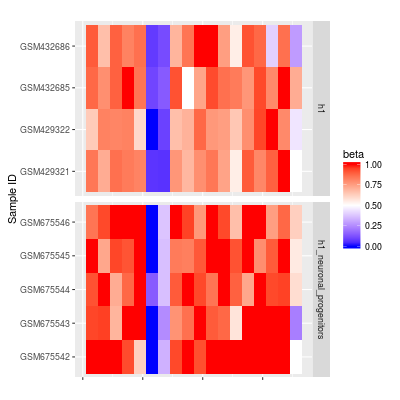 GSM432686
GSM432685
GSM429322
GSM429321
h1
GSM675546
GSM675545
GSM675544
GSM675543
GSM675542
h1_neuronal_progenitors
Sample ID
beta
1.00
0.75
0.50
0.25
0.00